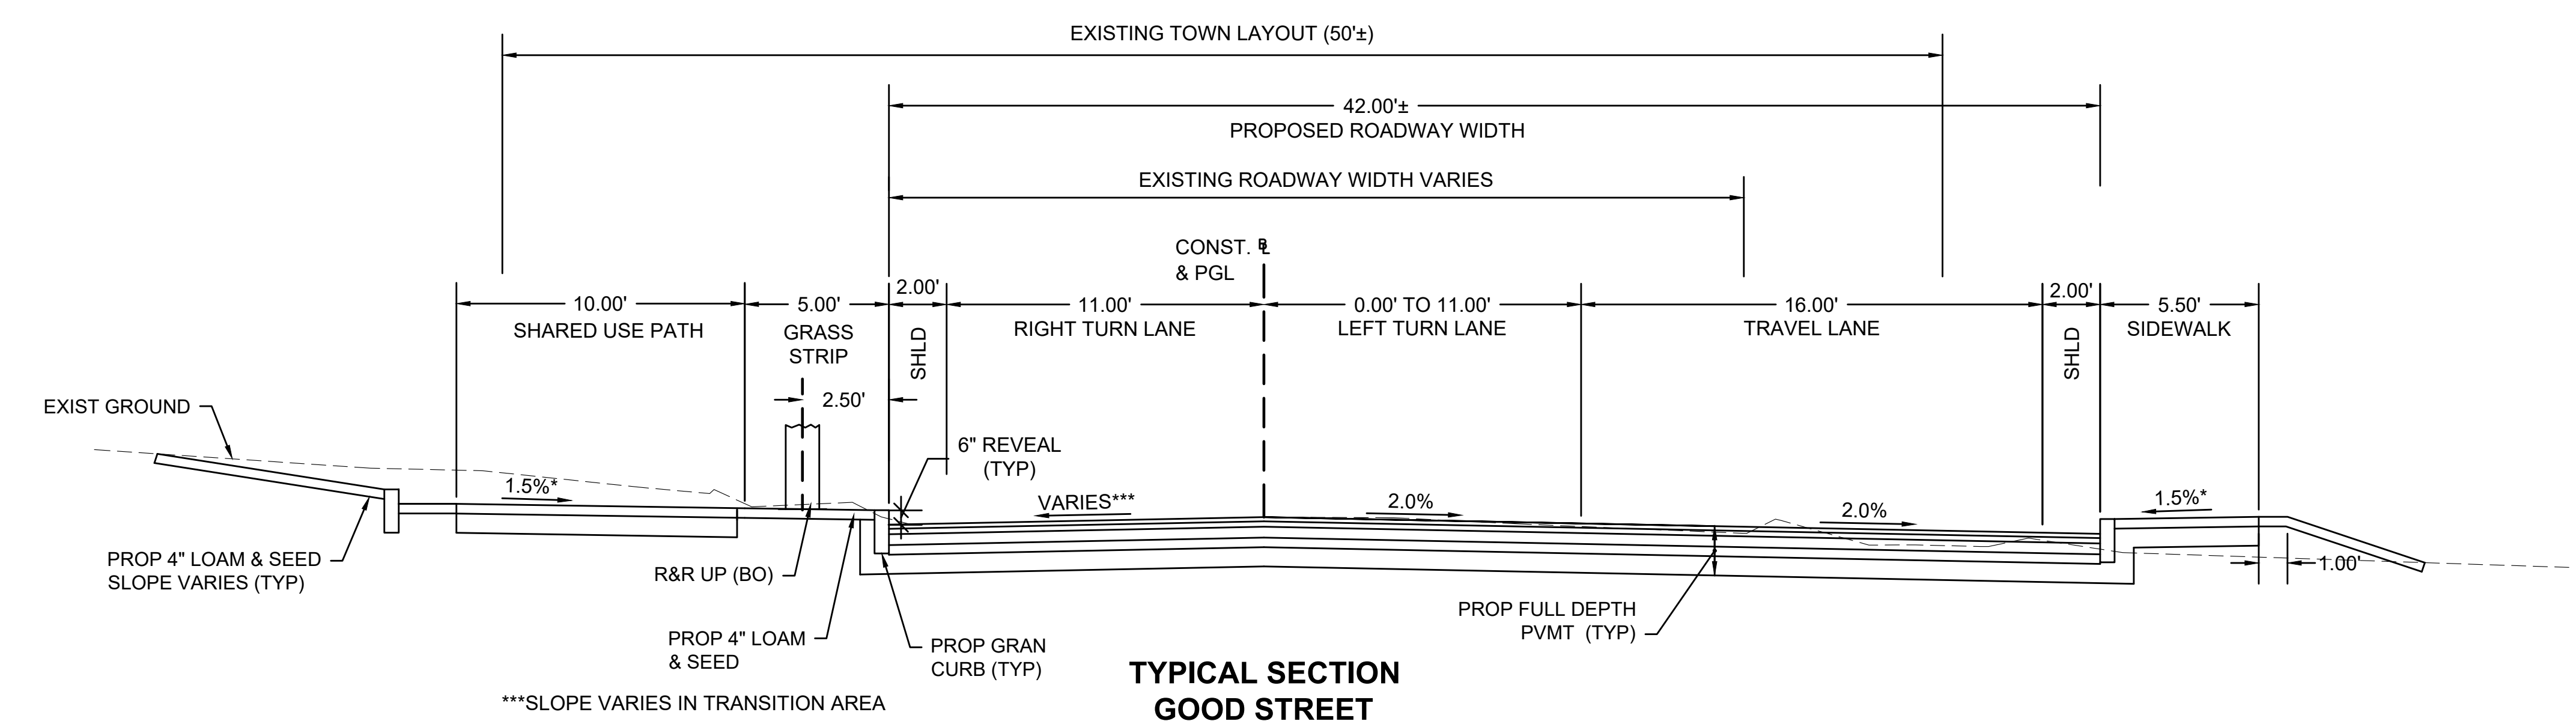 EXISTING TOWN LAYOUT (50'±)
42.00'±
PROPOSED ROADWAY WIDTH
EXISTING ROADWAY WIDTH VARIES
CONST. BL
& PGL
10.00'
SHARED USE PATH
5.00'
GRASS
STRIP
2.00'
SHLD
11.00'
RIGHT TURN LANE
0.00' TO 11.00'
LEFT TURN LANE
16.00'
TRAVEL LANE
2.00'
SHLD
5.50'
SIDEWALK
2.50'
EXIST GROUND
6" REVEAL
(TYP)
1.5%*
VARIES***
2.0%
2.0%
1.5%*
PROP 4" LOAM & SEED
SLOPE VARIES (TYP)
R&R UP (BO)
1.00'
PROP 4" LOAM
& SEED
PROP GRAN
CURB (TYP)
PROP FULL DEPTH
PVMT (TYP)
***SLOPE VARIES IN TRANSITION AREA
TYPICAL SECTION
GOOD STREET